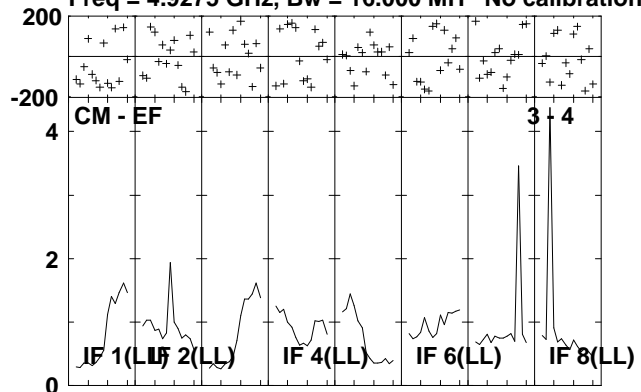 Freq = 4.9275 GHz, Bw = 16.000 MH No calibration
200
-200
CM - EF
3 - 4
4
2
0
IF 1(LL)
IF 2(LL)
IF 4(LL)
IF 6(LL)
IF 8(LL)